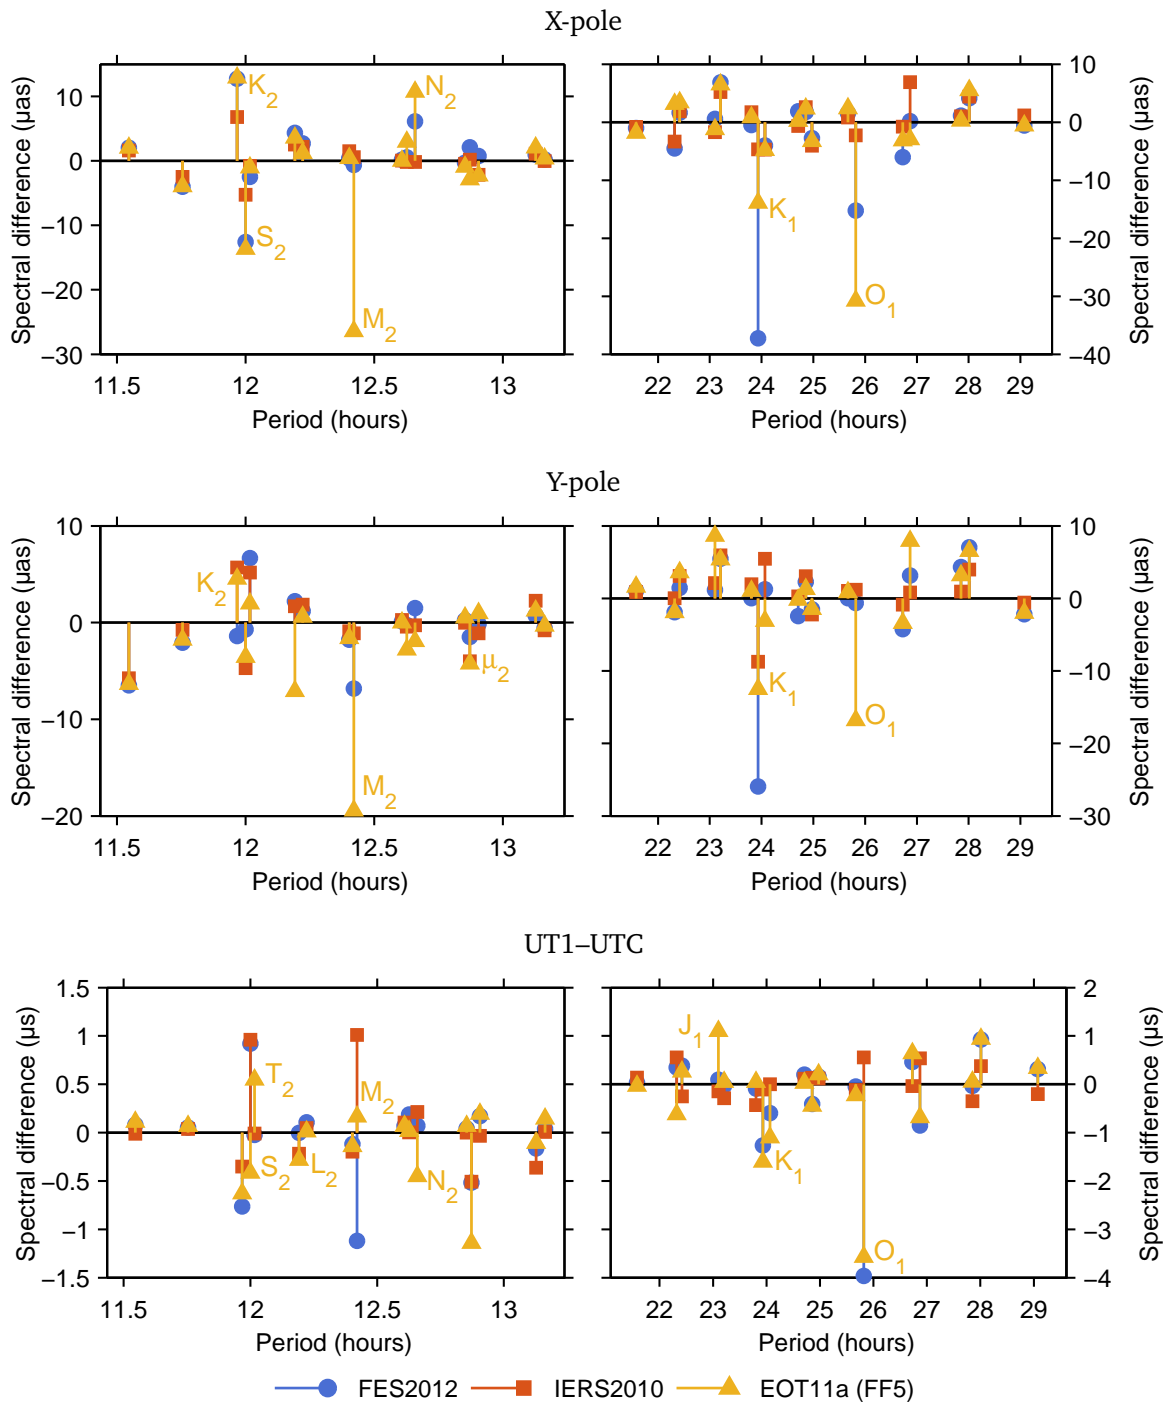 X-pole
Spectral difference (μas)
10
0
−10
−20
−30
K2
S2
M2
N2
11.5 12 12.5 13
Period (hours)
10
0
−10
−20
−30
−40
K1
O1
22 23 24 25 26 27 28 29
Period (hours)
Spectral difference (μas)
Y-pole
Spectral difference (μas)
10
0
−10
−20
K2
M2
μ2
11.5 12 12.5 13
Period (hours)
10
0
−10
−20
−30
K1
O1
22 23 24 25 26 27 28 29
Period (hours)
Spectral difference (μas)
UT1–UTC
Spectral difference (μs)
1.5
1
0.5
0
−0.5
−1
−1.5
T2
S2
L2
M2
N2
11.5 12 12.5 13
Period (hours)
2
1
0
−1
−2
−3
−4
J1
K1
O1
22 23 24 25 26 27 28 29
Period (hours)
Spectral difference (μs)
FES2012 IERS2010 EOT11a (FF5)